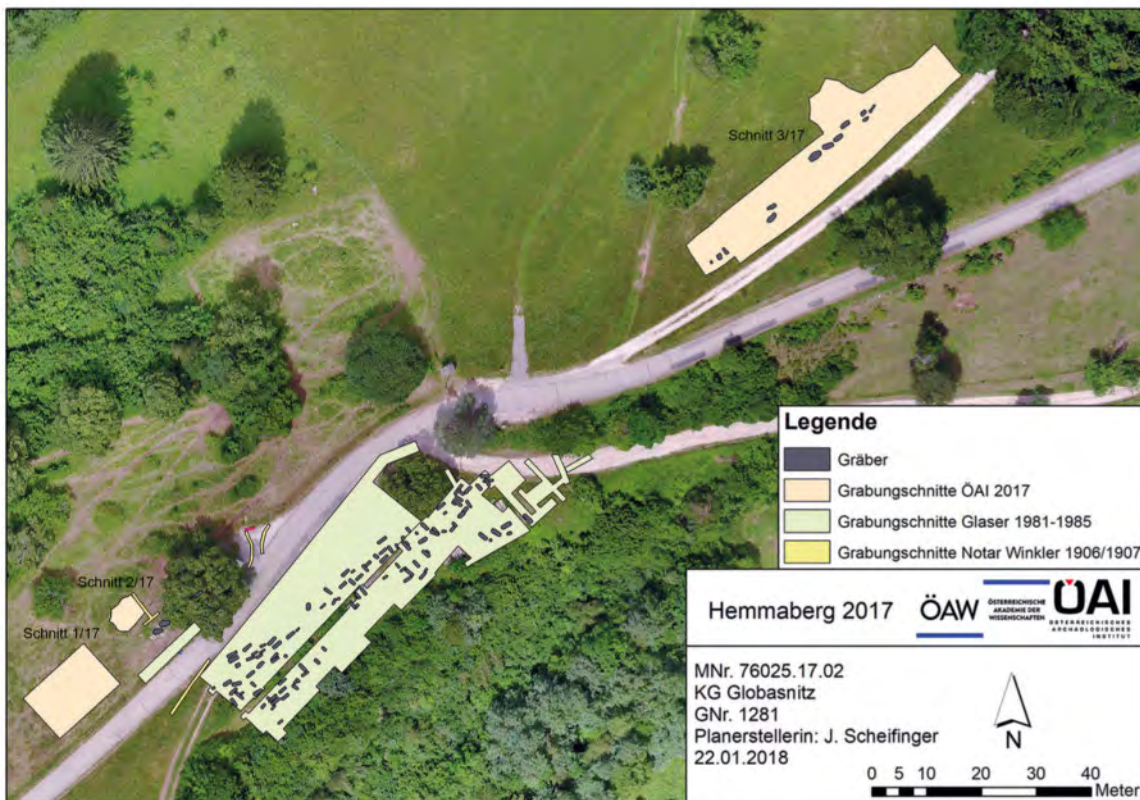 Schnitt 3/17
Schnitt 2/17
Schnitt 1/17
Legende
Gräber
Grabungschnitte ÖAI 2017
Grabungschnitte Glaser 1981-1985
Grabungschnitte Notar Winkler 1906/1907
Hemmaberg 2017
ÖAW
ÖSTERREICHISCHE
AKADEMIE DER
WISSENSCHAFTEN
ÖAI
ÖSTERREICHISCHES
ARCHÄOLOGISCHES
INSTITUT
MNr. 76025.17.02
KG Globasnitz
GNr. 1281
Planerstellerin: J. Scheifinger
22.01.2018
N
0 5 10 20 30 40
Meter